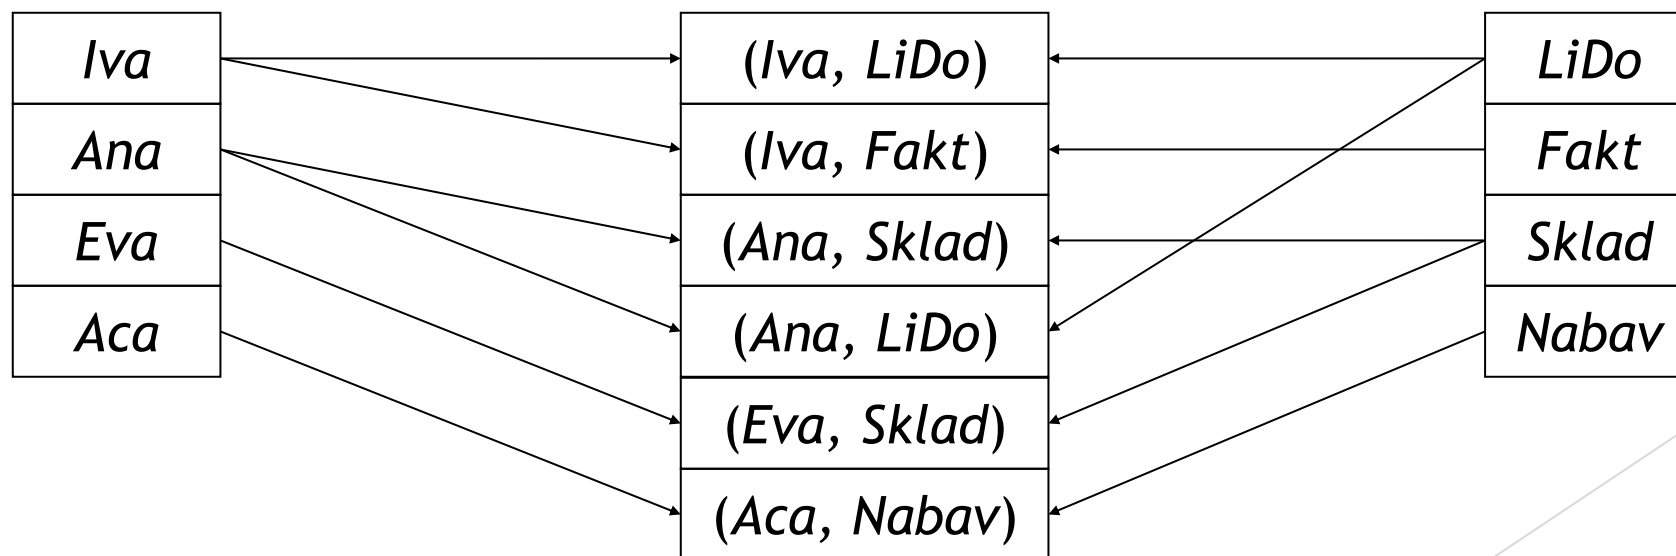 Iva
Ana
Eva
Aca
(Iva, LiDo)
(Iva, Fakt)
(Ana, Sklad)
(Ana, LiDo)
(Eva, Sklad)
(Aca, Nabav)
LiDo
Fakt
Sklad
Nabav